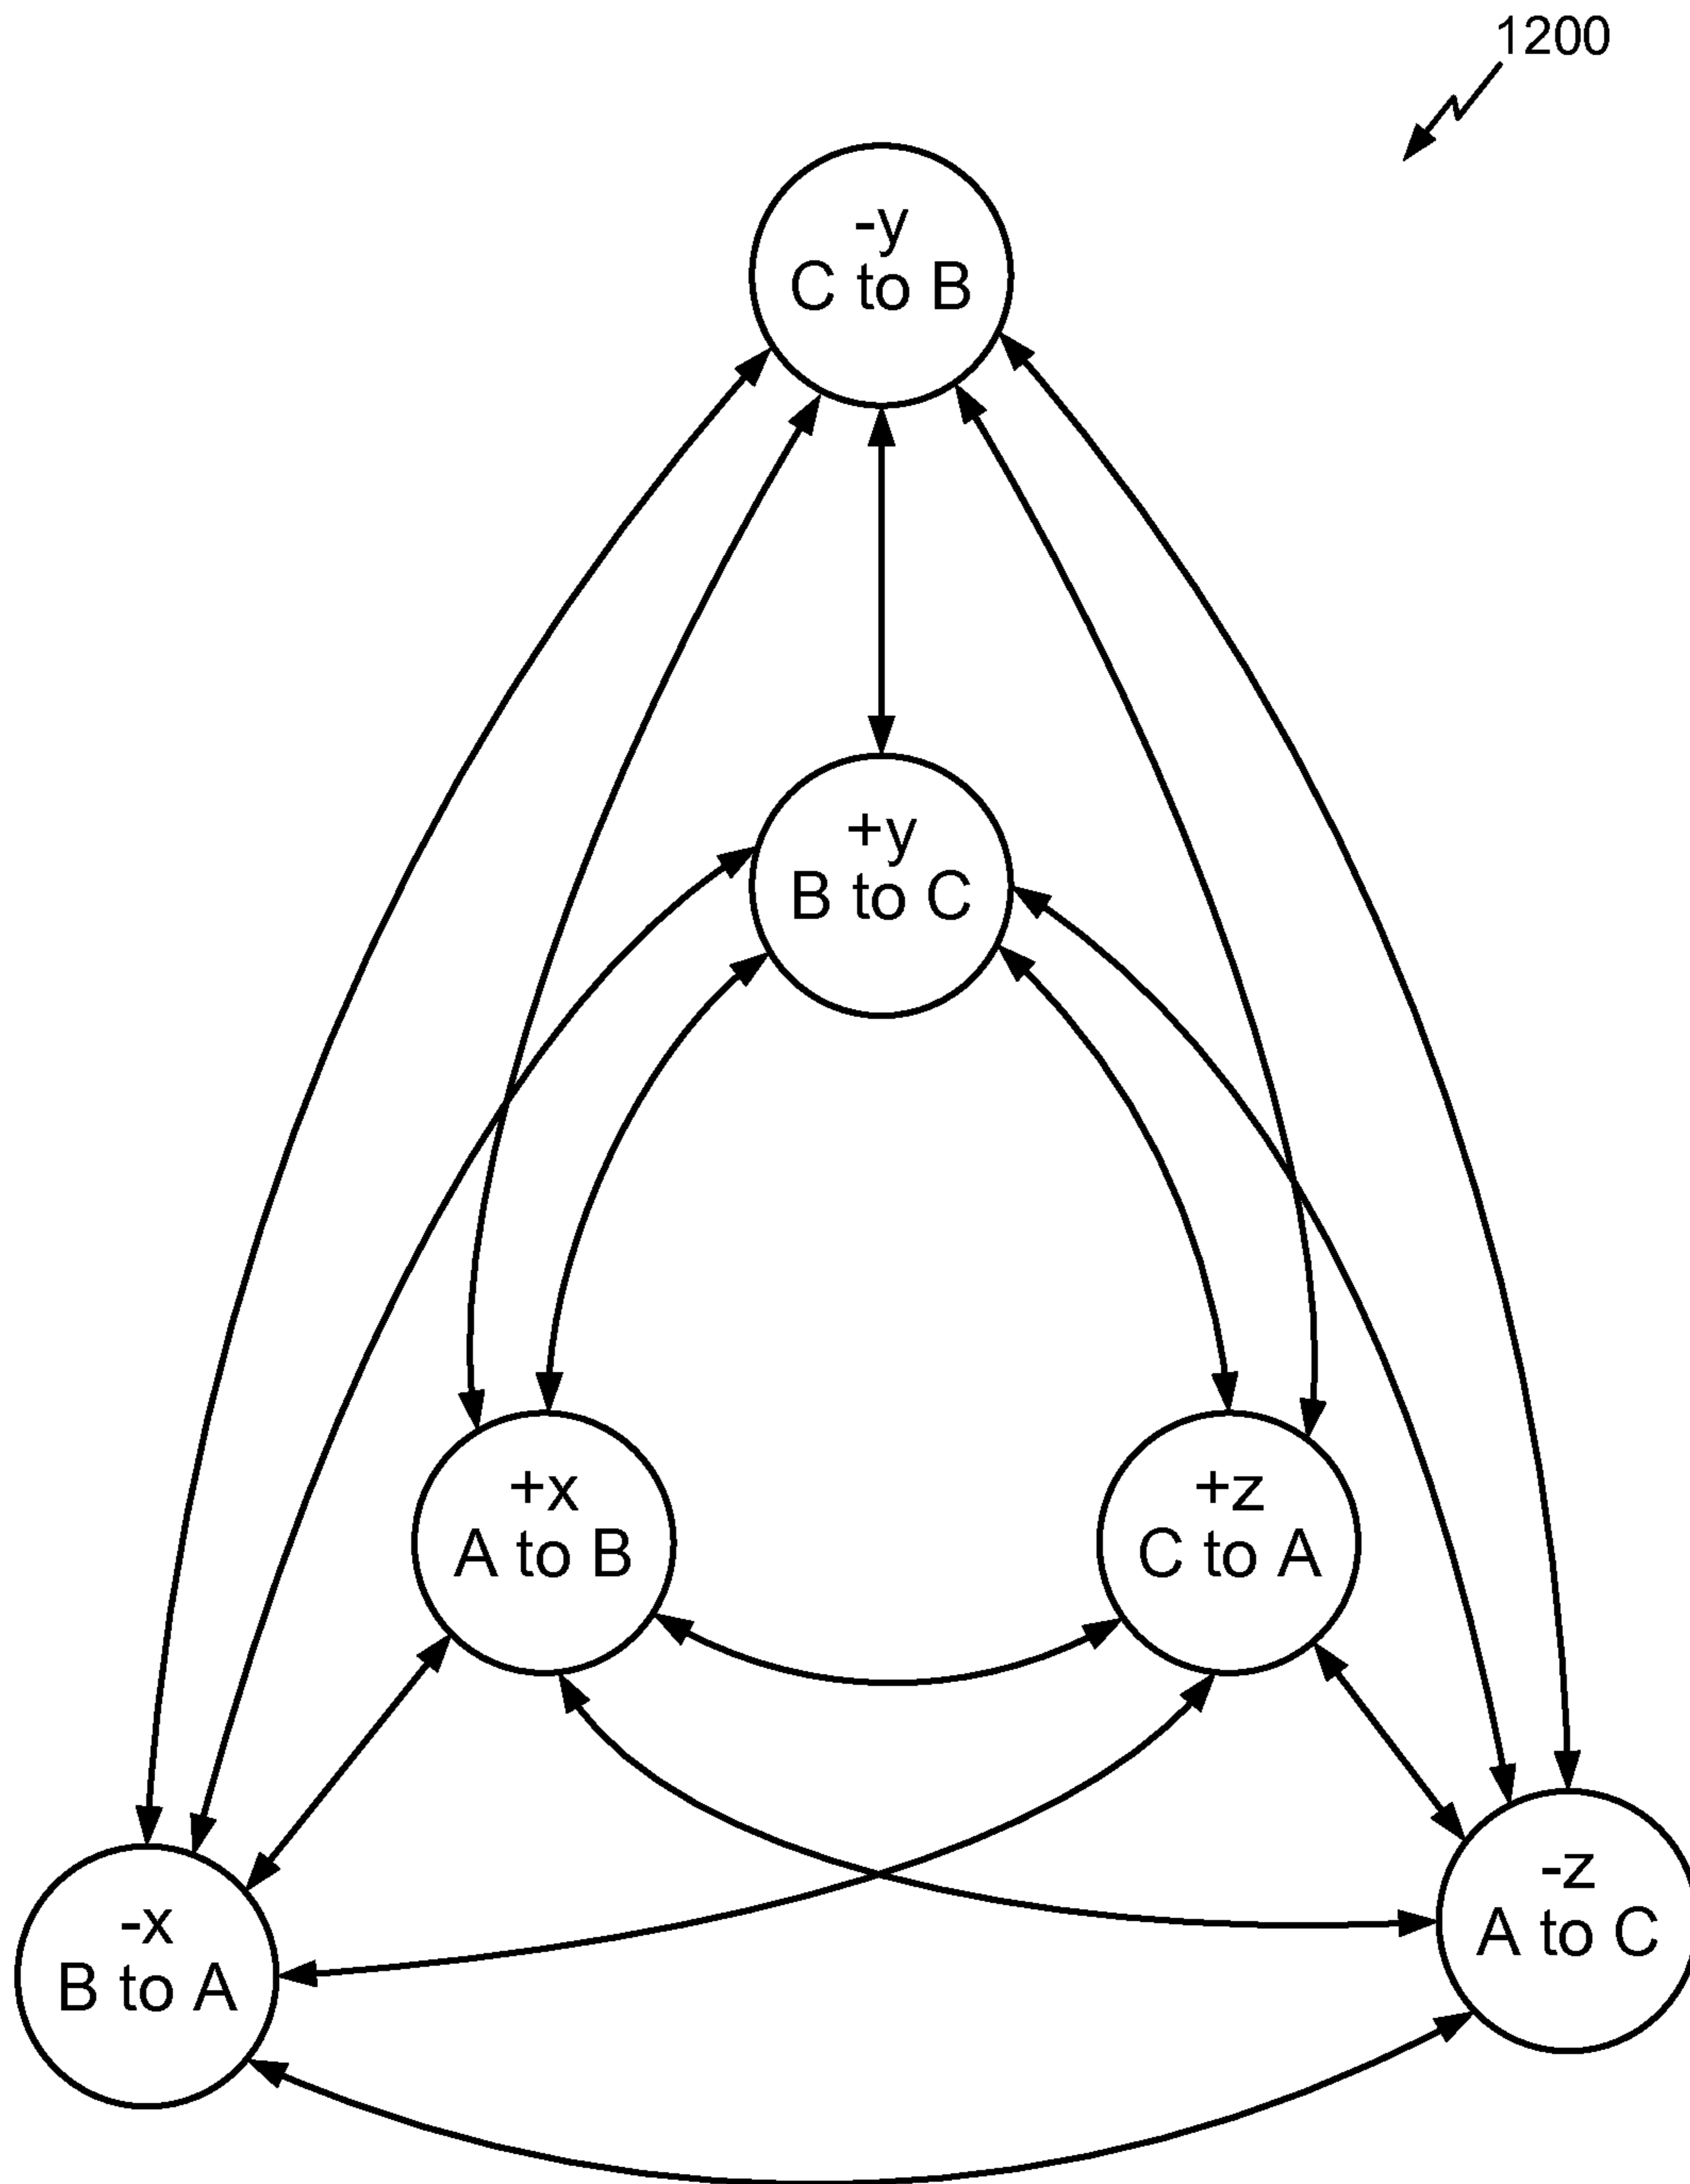 1200
-y
C to B
+y
B to C
+x
A to B
+z
C to A
-x
B to A
-z
A to C